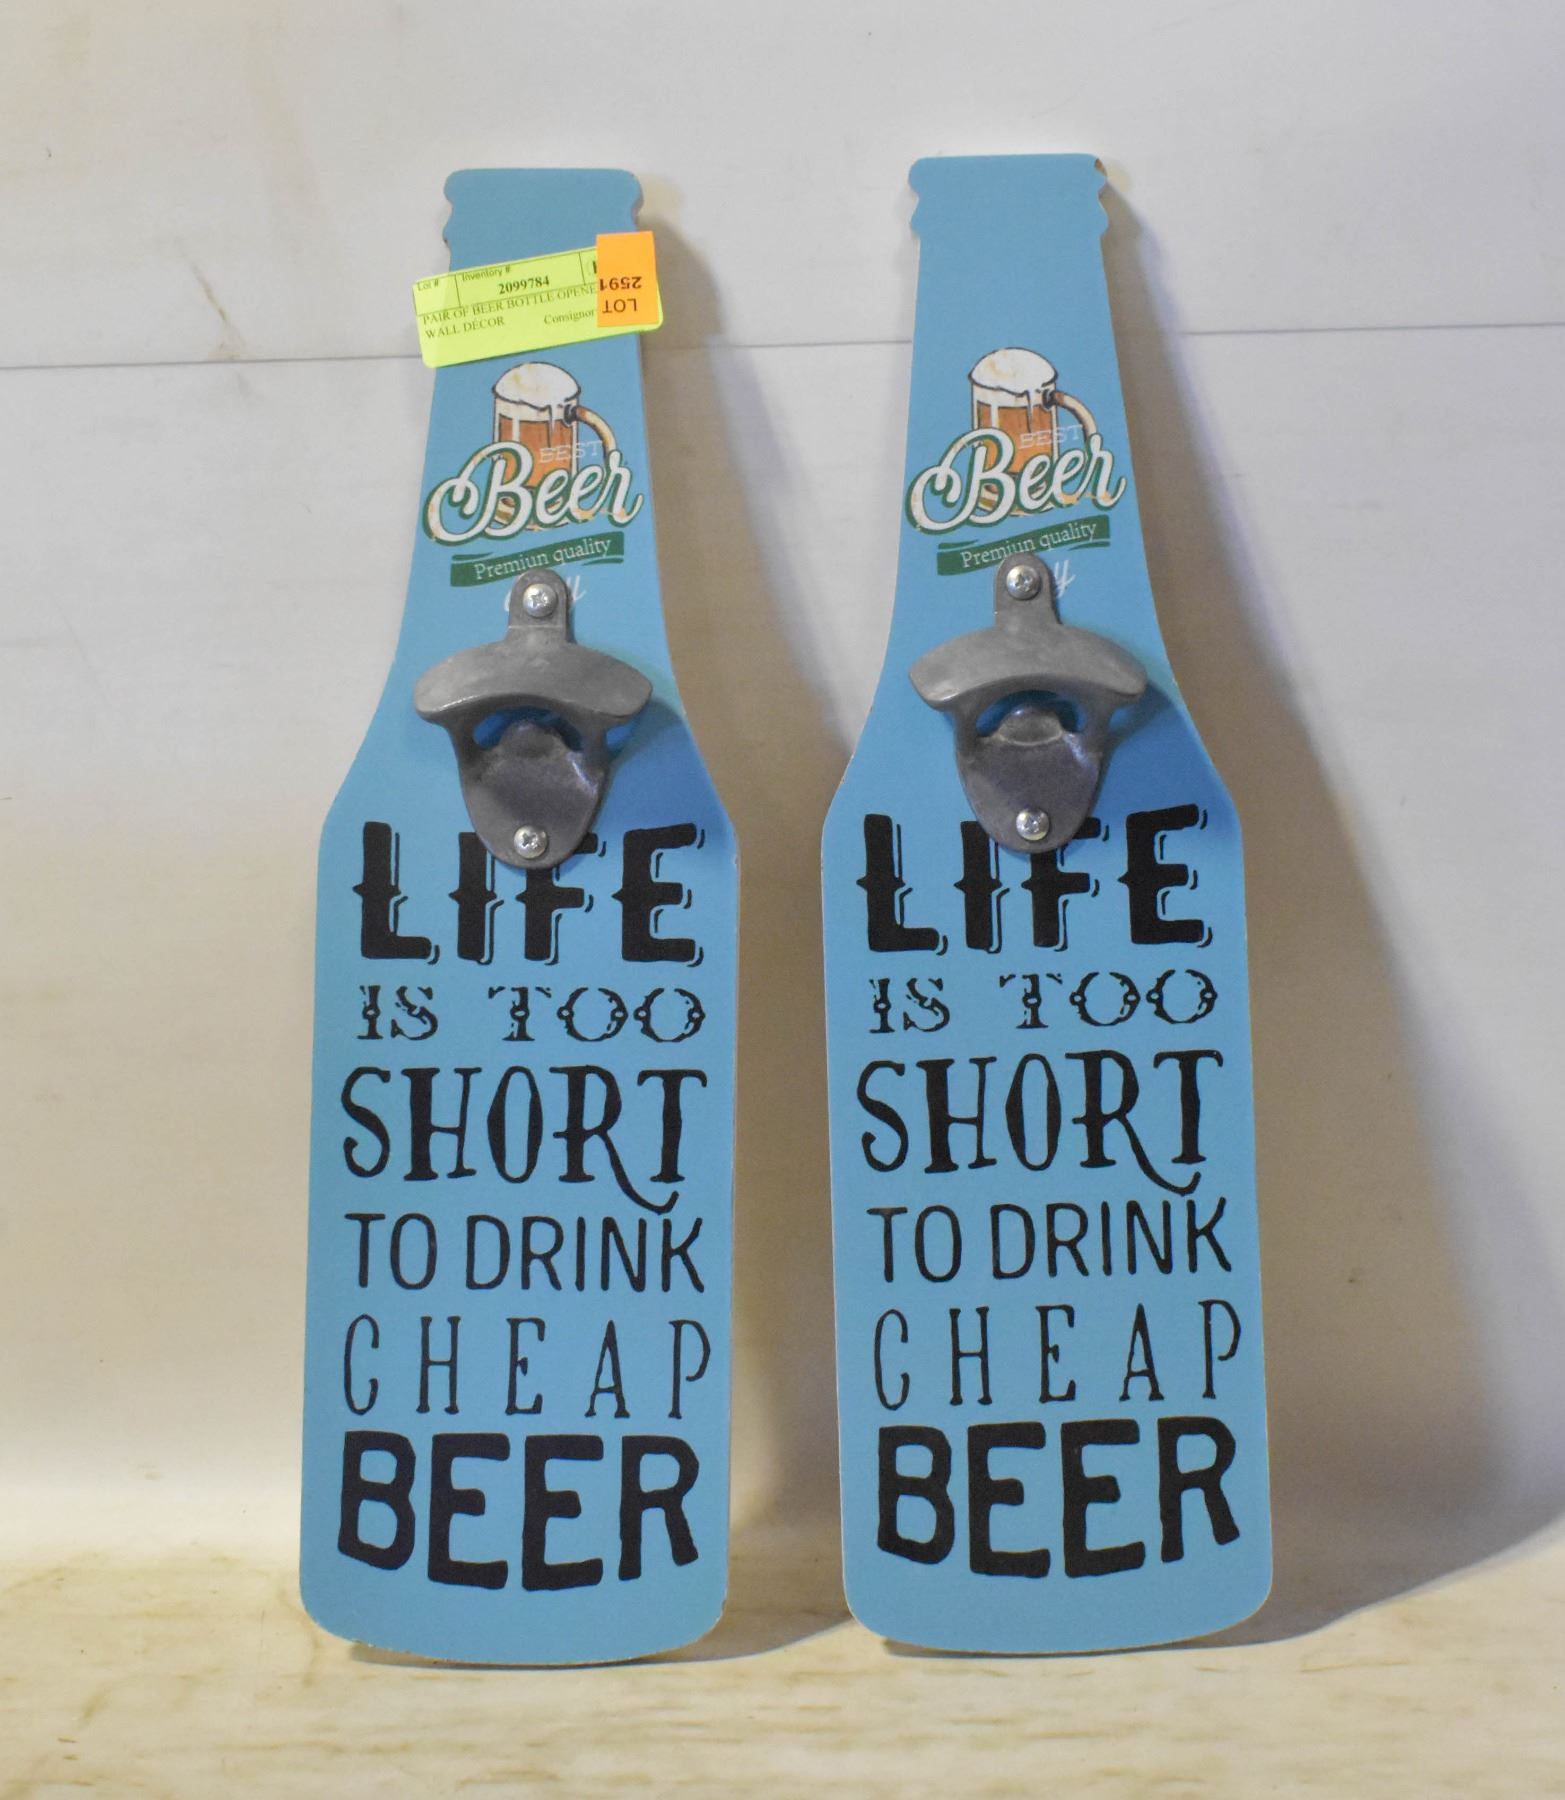 Lot # Inventory #
2099784
PAIR OF BEER BOTTLE OPENE
WALL DÉCOR Consignor
LOT
2591
BEST
Beer
Premiun quality
LIFE
IS TOO
SHORT
TO DRINK
CHEAP
BEER
BEST
Beer
Premiun quality
LIFE
IS TOO
SHORT
TO DRINK
CHEAP
BEER